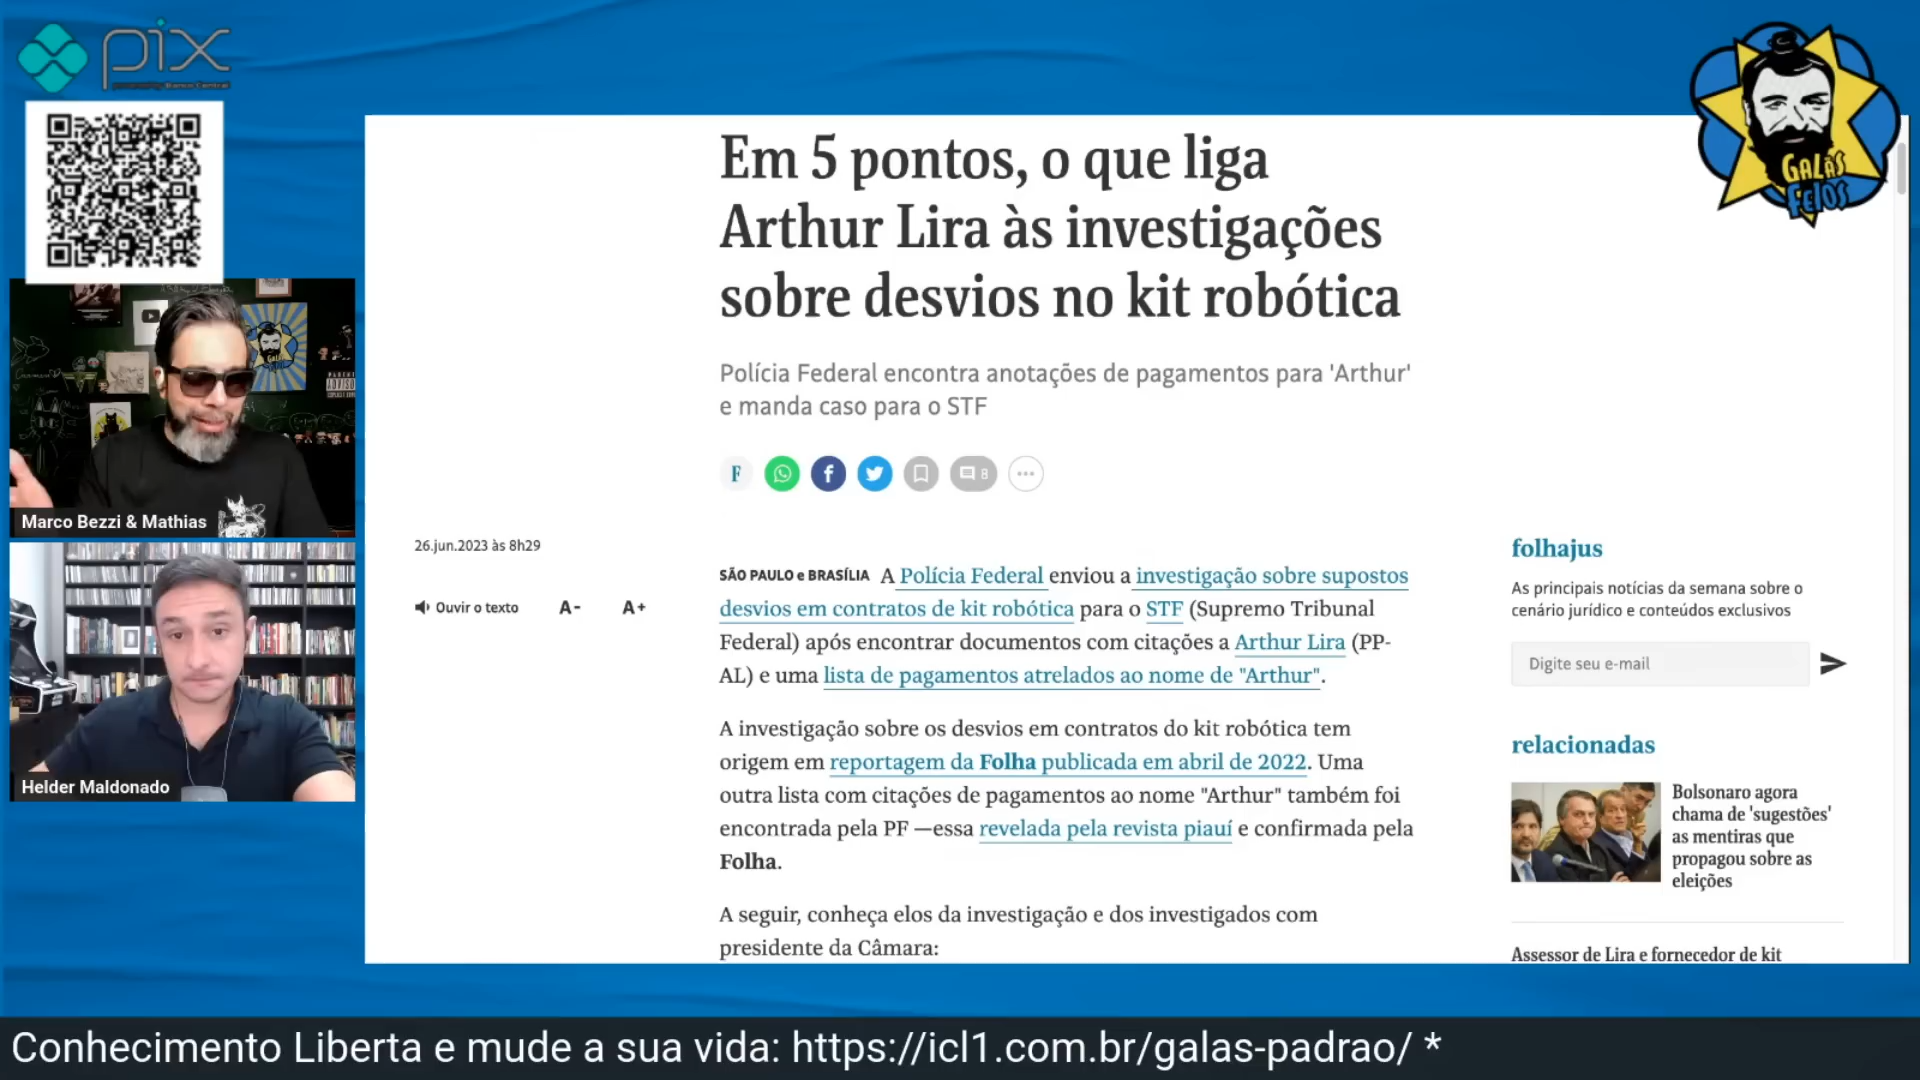 pix
powered by Banco Central
GALÃS
FEIOS
Marco Bezzi & Mathias
Helder Maldonado
Em 5 pontos, o que liga
Arthur Lira às investigações
sobre desvios no kit robótica
Polícia Federal encontra anotações de pagamentos para 'Arthur'
e manda caso para o STF
F
8
26.jun.2023 às 8h29
Ouvir o texto A- A+
SÃO PAULO e BRASÍLIA A Polícia Federal enviou a investigação sobre supostos
desvios em contratos de kit robótica para o STF (Supremo Tribunal
Federal) após encontrar documentos com citações a Arthur Lira (PP-
AL) e uma lista de pagamentos atrelados ao nome de "Arthur".
A investigação sobre os desvios em contratos do kit robótica tem
origem em reportagem da Folha publicada em abril de 2022. Uma
outra lista com citações de pagamentos ao nome "Arthur" também foi
encontrada pela PF —essa revelada pela revista piauí e confirmada pela
Folha.
A seguir, conheça elos da investigação e dos investigados com
presidente da Câmara:
folhajus
As principais notícias da semana sobre o
cenário jurídico e conteúdos exclusivos
Digite seu e-mail
relacionadas
Bolsonaro agora
chama de 'sugestões'
as mentiras que
propagou sobre as
eleições
Assessor de Lira e fornecedor de kit
Conhecimento Liberta e mude a sua vida: https://icl1.com.br/galas-padrao/ *